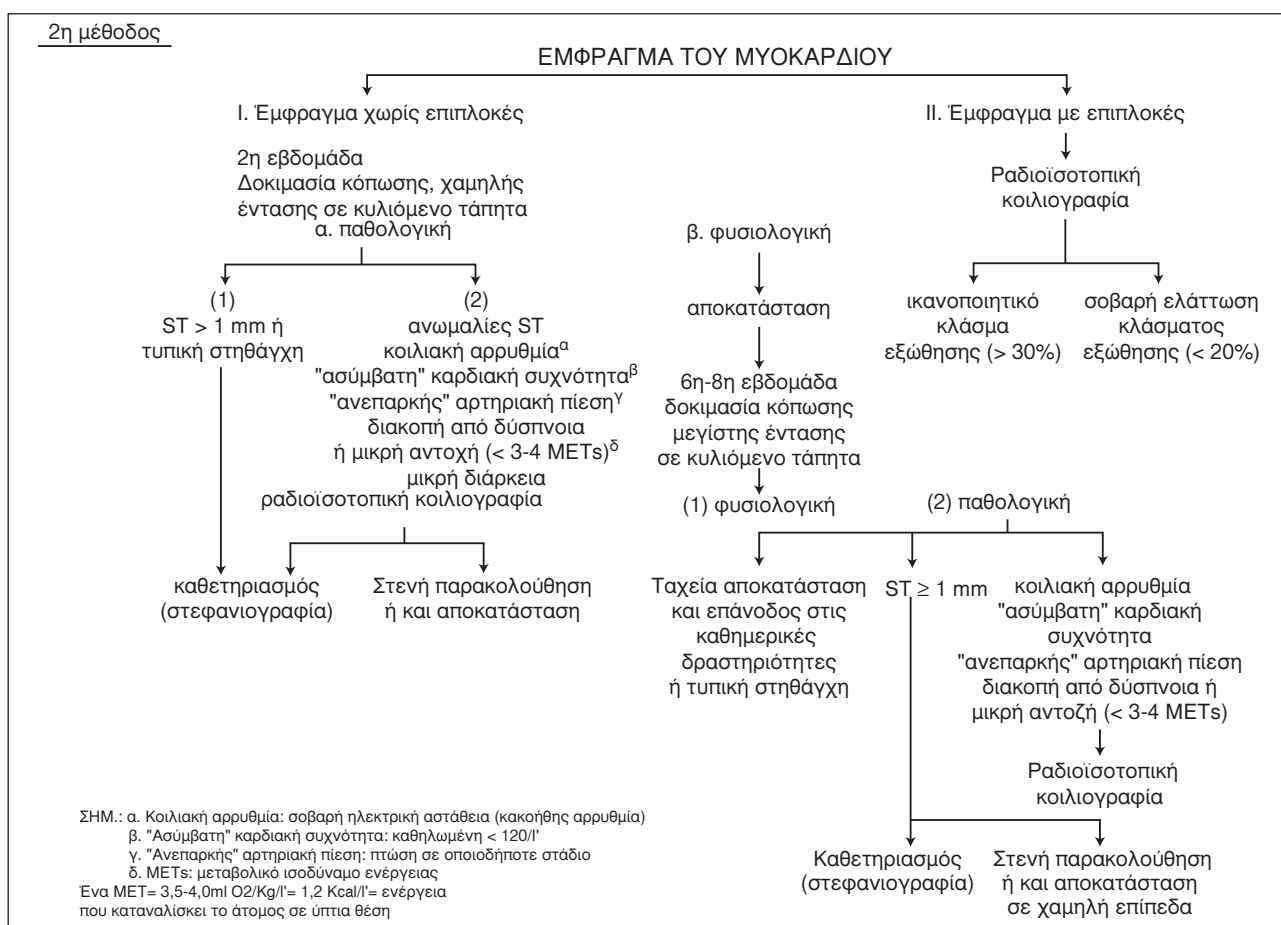 2η μέθοδος
ΕΜΦΡΑΓΜΑ ΤΟΥ ΜΥΟΚΑΡΔΙΟΥ
Ι. Έμφραγμα χωρίς επιπλοκές
2η εβδομάδα
Δοκιμασία κόπωσης, χαμηλής
έντασης σε κυλιόμενο τάπητα
α. παθολογική
(1)
ST > 1 mm ή
τυπική στηθάγχη
(2)
ανωμαλίες ST
κοιλιακή αρρυθμία^α
"ασύμβατη" καρδιακή συχνότητα^β
"ανεπαρκής" αρτηριακή πίεση^γ
διακοπή από δύσπνοια
ή μικρή αντοχή (< 3-4 METs)^δ
μικρή διάρκεια
ραδιοϊσοτοπική κοιλιογραφία
καθετηριασμός
(στεφανιογραφία)
Στενή παρακολούθηση
ή και αποκατάσταση
β. φυσιολογική
αποκατάσταση
6η-8η εβδομάδα
δοκιμασία κόπωσης
μεγίστης έντασης
σε κυλιόμενο τάπητα
(1) φυσιολογική
(2) παθολογική
Ταχεία αποκατάσταση
και επάνοδος στις
καθημερικές
δραστηριότητες
ή τυπική στηθάγχη
ST ≥ 1 mm
κοιλιακή αρρυθμία
"ασύμβατη" καρδιακή
συχνότητα
"ανεπαρκής" αρτηριακή πίεση
διακοπή από δύσπνοια ή
μικρή αντοζή (< 3-4 METs)
Ραδιοϊσοτοπική
κοιλιογραφία
Καθετηριασμός
(στεφανιογραφία)
Στενή παρακολούθηση
ή και αποκατάσταση
σε χαμηλή επίπεδα
ΙΙ. Έμφραγμα με επιπλοκές
Ραδιοϊσοτοπική
κοιλιογραφία
ικανοποιητικό
κλάσμα
εξώθησης (> 30%)
σοβαρή ελάττωση
κλάσματος
εξώθησης (< 20%)
ΣΗΜ.: α. Κοιλιακή αρρυθμία: σοβαρή ηλεκτρική αστάθεια (κακοήθης αρρυθμία)
β. "Ασύμβατη" καρδιακή συχνότητα: καθηλωμένη < 120/l'
γ. "Ανεπαρκής" αρτηριακή πίεση: πτώση σε οποιοδήποτε στάδιο
δ. METs: μεταβολικό ισοδύναμο ενέργειας
Ένα MET= 3,5-4,0ml O2/Kg/l'= 1,2 Kcal/l'= ενέργεια
που καταναλίσκει το άτομος σε ύπτια θέση